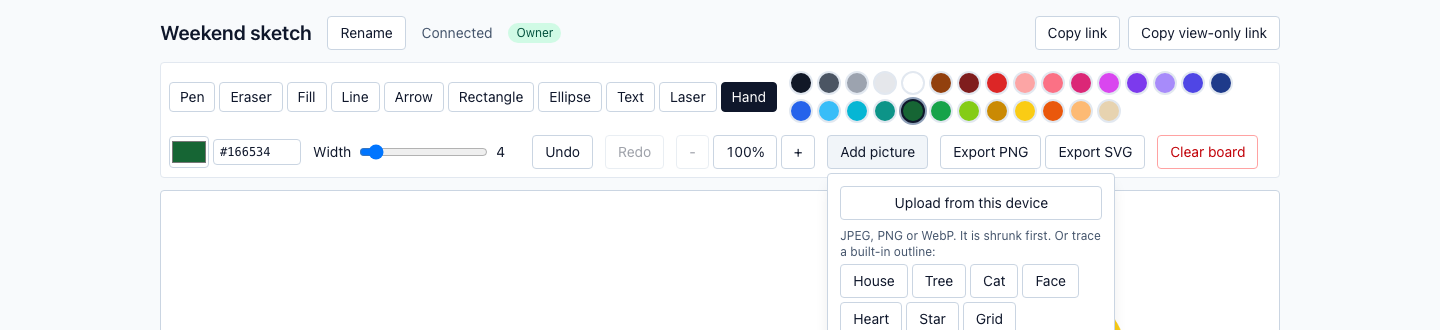 Weekend sketch Rename Connected Owner Copy link Copy view-only link
Pen Eraser Fill Line Arrow Rectangle Ellipse Text Laser Hand
#166534 Width 4 Undo Redo - 100% + Add picture Export PNG Export SVG Clear board
Upload from this device
JPEG, PNG or WebP. It is shrunk first. Or trace
a built-in outline:
House Tree Cat Face
Heart Star Grid